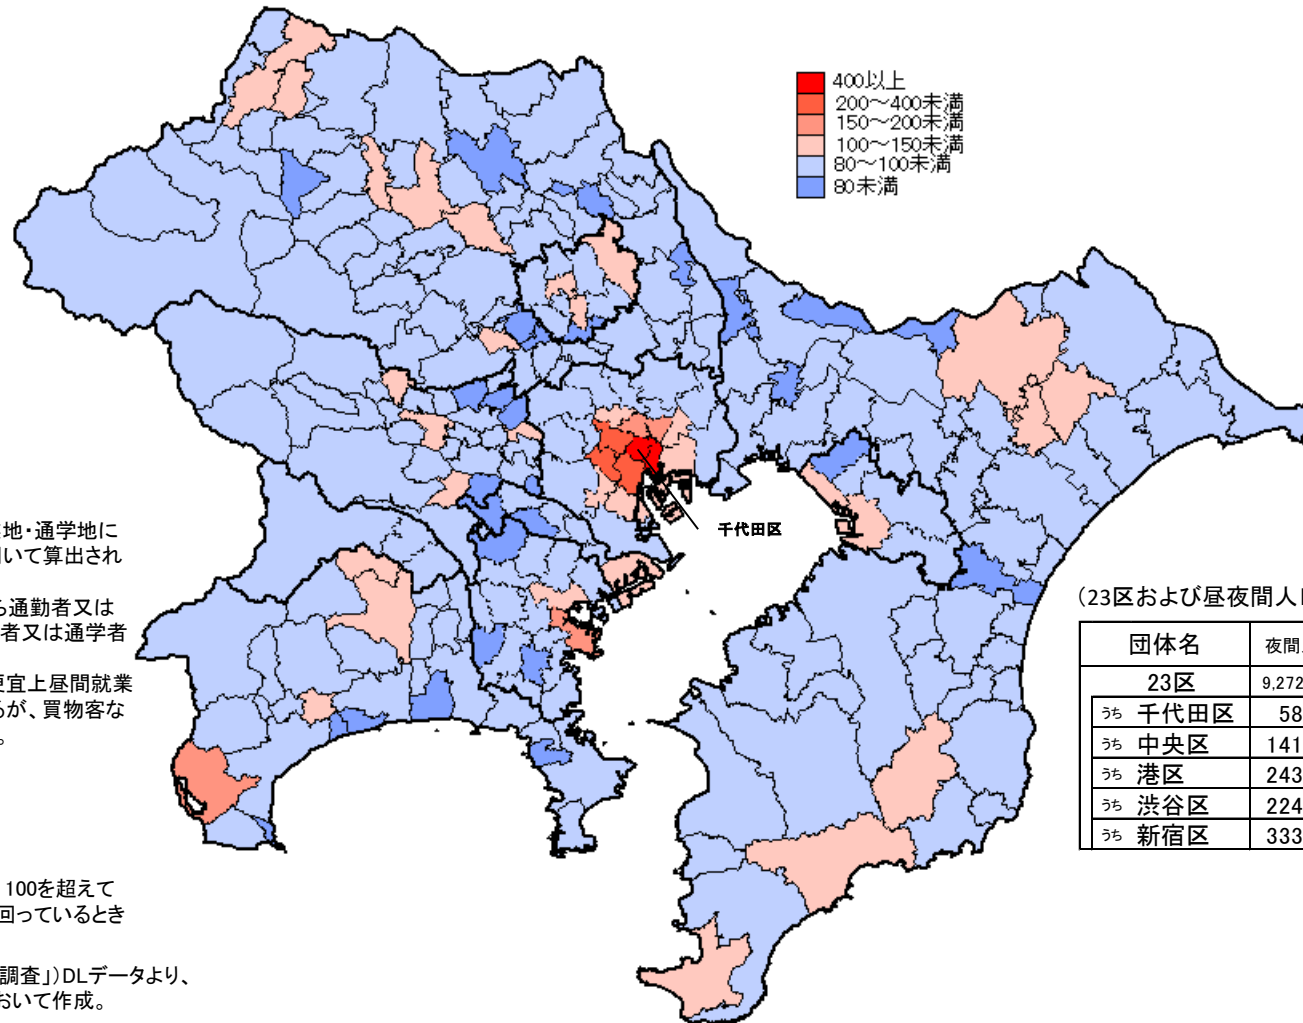 400以上
200～400未満
150～200未満
100～150未満
80～100未満
80未満
千代田区
地・通学地に
いて算出され
ら通勤者又は
者又は通学者
更宜上昼間就業
るが、買物客な
。
100を超えて
回っているとき
調査」)DLデータより、
おいて作成。
(23区および昼夜間人
団体名 夜間
23区 9,272
うち 千代田区 58
うち 中央区 141
うち 港区 243
うち 渋谷区 224
うち 新宿区 333